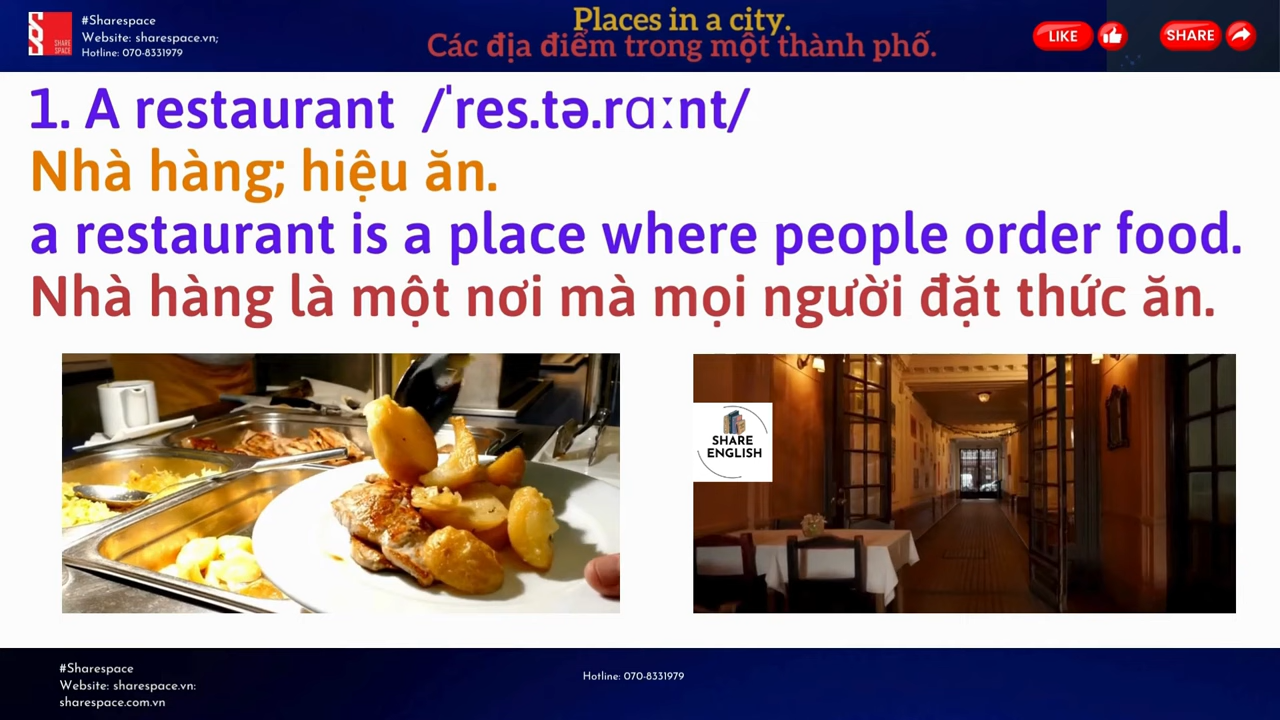 SHARE
SPACE
#Sharespace
Website: sharespace.vn;
Hotline: 070-8331979
Places in a city.
Các địa điểm trong một thành phố.
LIKE
SHARE
1. A restaurant /ˈres.tə.rɑːnt/
Nhà hàng; hiệu ăn.
a restaurant is a place where people order food.
Nhà hàng là một nơi mà mọi người đặt thức ăn.
SHARE
ENGLISH
#Sharespace
Website: sharespace.vn:
sharespace.com.vn
Hotline: 070-8331979